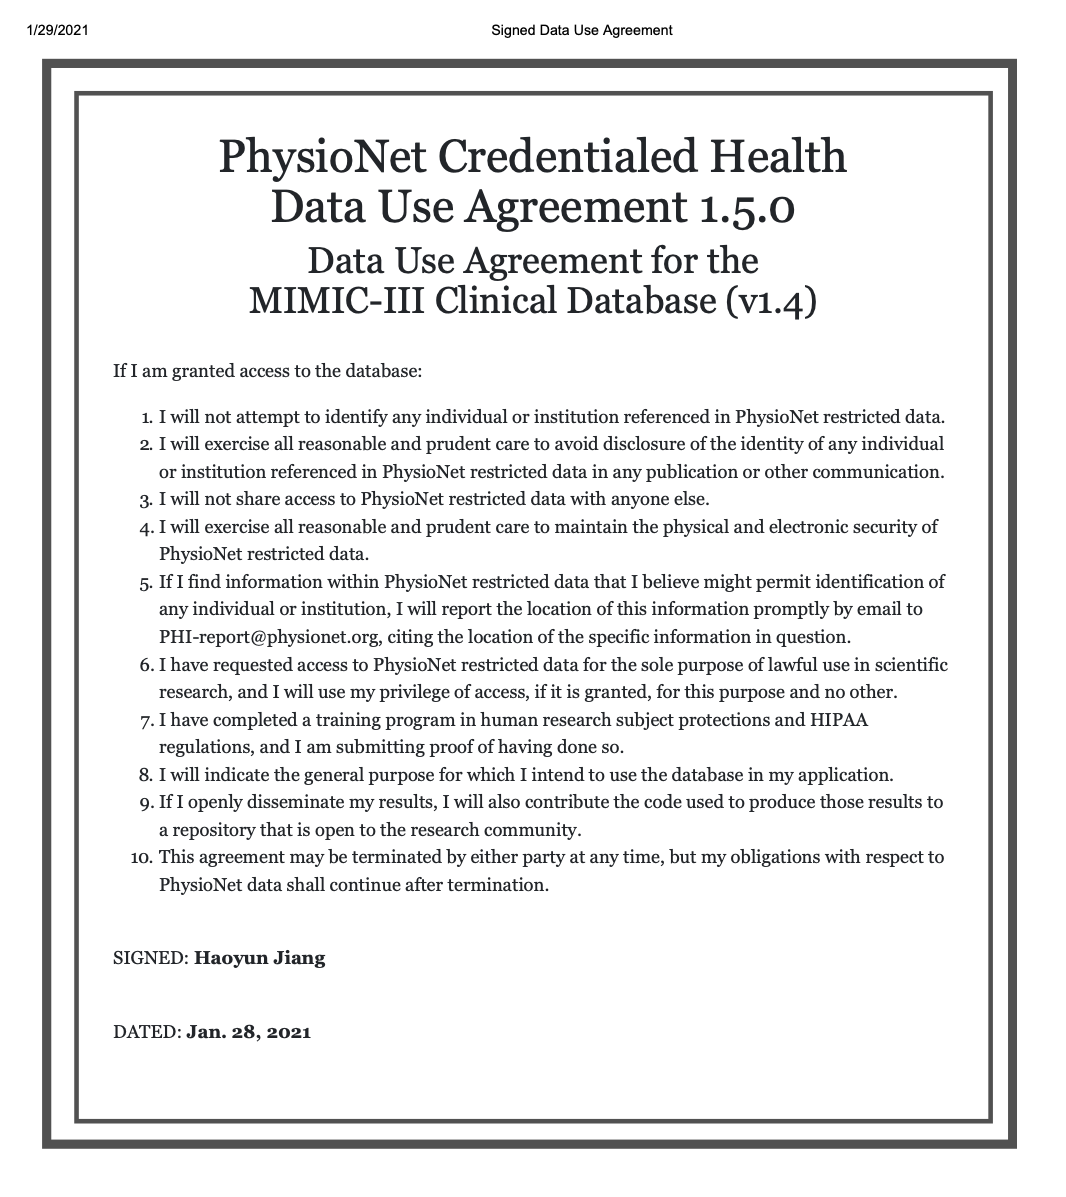 1/29/2021 Signed Data Use Agreement
PhysioNet Credentialed Health
Data Use Agreement 1.5.0
Data Use Agreement for the
MIMIC-III Clinical Database (v1.4)
If I am granted access to the database:
1. I will not attempt to identify any individual or institution referenced in PhysioNet restricted data.
2. I will exercise all reasonable and prudent care to avoid disclosure of the identity of any individual
or institution referenced in PhysioNet restricted data in any publication or other communication.
3. I will not share access to PhysioNet restricted data with anyone else.
4. I will exercise all reasonable and prudent care to maintain the physical and electronic security of
PhysioNet restricted data.
5. If I find information within PhysioNet restricted data that I believe might permit identification of
any individual or institution, I will report the location of this information promptly by email to
PHI-report@physionet.org, citing the location of the specific information in question.
6. I have requested access to PhysioNet restricted data for the sole purpose of lawful use in scientific
research, and I will use my privilege of access, if it is granted, for this purpose and no other.
7. I have completed a training program in human research subject protections and HIPAA
regulations, and I am submitting proof of having done so.
8. I will indicate the general purpose for which I intend to use the database in my application.
9. If I openly disseminate my results, I will also contribute the code used to produce those results to
a repository that is open to the research community.
10. This agreement may be terminated by either party at any time, but my obligations with respect to
PhysioNet data shall continue after termination.
SIGNED: Haoyun Jiang
DATED: Jan. 28, 2021